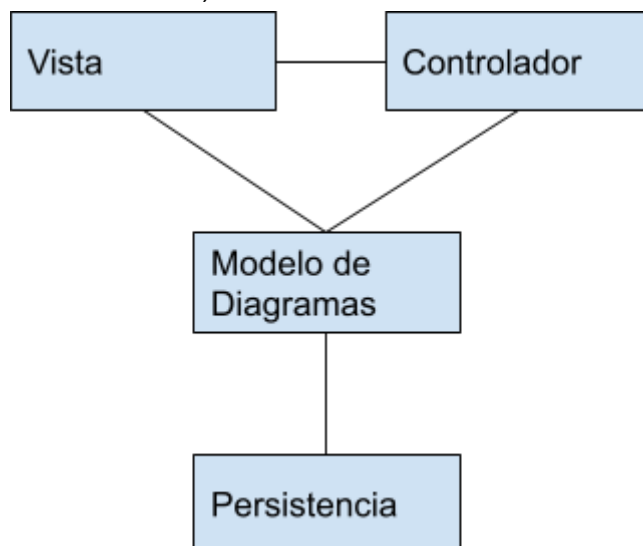 Vista
Controlador
Modelo de
Diagramas
Persistencia